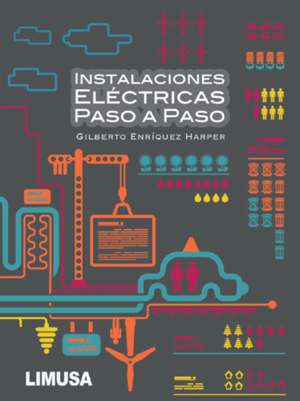 INSTALACIONES
ELÉCTRICAS
PASO A PASO
GILBERTO ENRÍQUEZ HARPER
LIMUSA